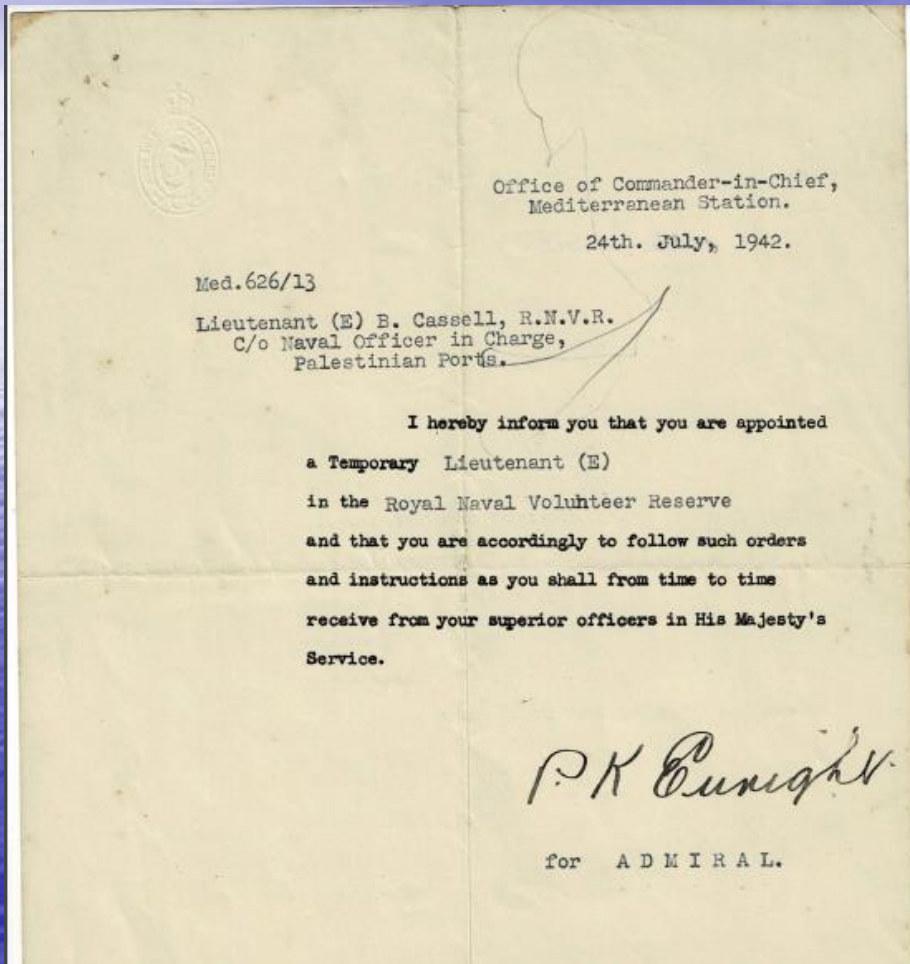 Office of Commander-in-Chief,
Mediterranean Station.
24th. July, 1942.
Med.626/13
Lieutenant (E) B. Cassell, R.N.V.R.
C/o Naval Officer in Charge,
Palestinian Ports.
I hereby inform you that you are appointed
a Temporary Lieutenant (E)
in the Royal Naval Volunteer Reserve
and that you are accordingly to follow such orders
and instructions as you shall from time to time
receive from your superior officers in His Majesty's
Service.
P. K Enright.
for ADMIRAL.